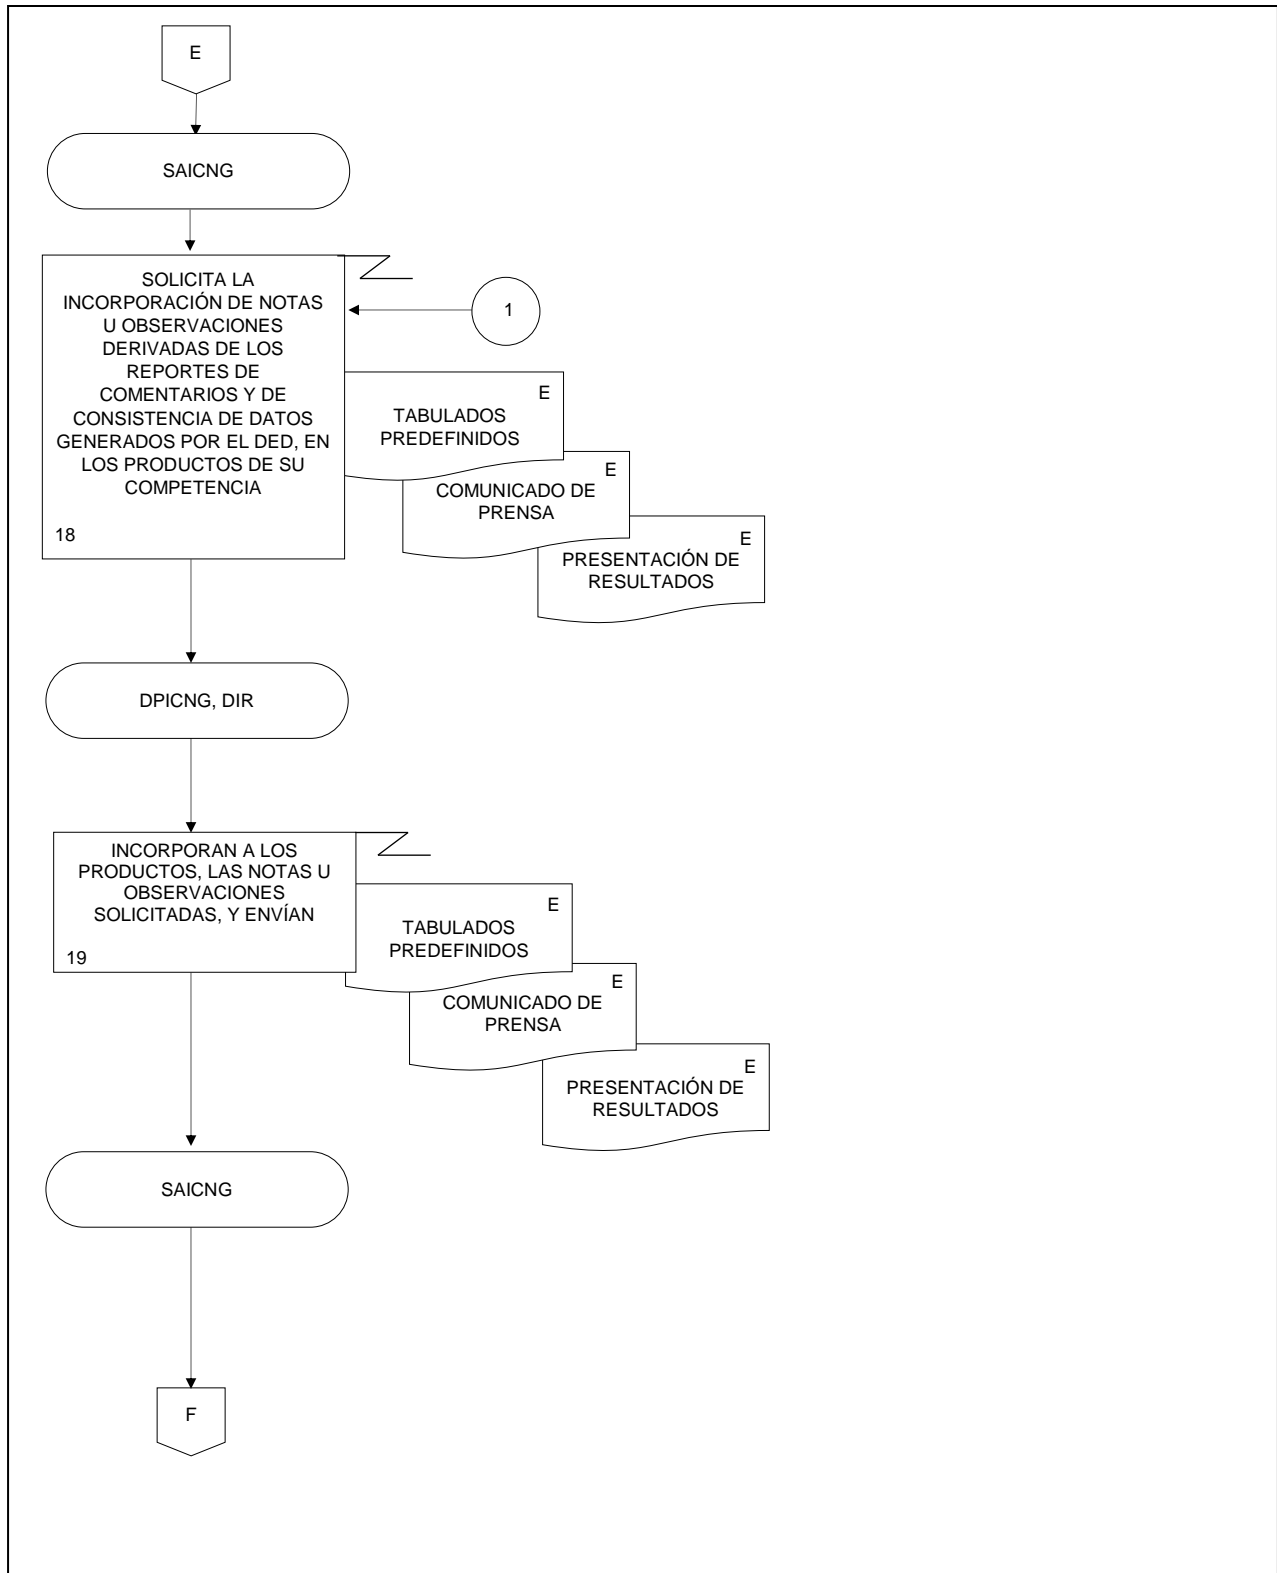 E
SAICNG
SOLICITA LA
INCORPORACIÓN DE NOTAS
U OBSERVACIONES
DERIVADAS DE LOS
REPORTES DE
COMENTARIOS Y DE
CONSISTENCIA DE DATOS
GENERADOS POR EL DED, EN
LOS PRODUCTOS DE SU
COMPETENCIA
18
1
E
TABULADOS
PREDEFINIDOS
E
COMUNICADO DE
PRENSA
E
PRESENTACIÓN DE
RESULTADOS
DPICNG, DIR
INCORPORAN A LOS
PRODUCTOS, LAS NOTAS U
OBSERVACIONES
SOLICITADAS, Y ENVÍAN
19
E
TABULADOS
PREDEFINIDOS
E
COMUNICADO DE
PRENSA
E
PRESENTACIÓN DE
RESULTADOS
SAICNG
F